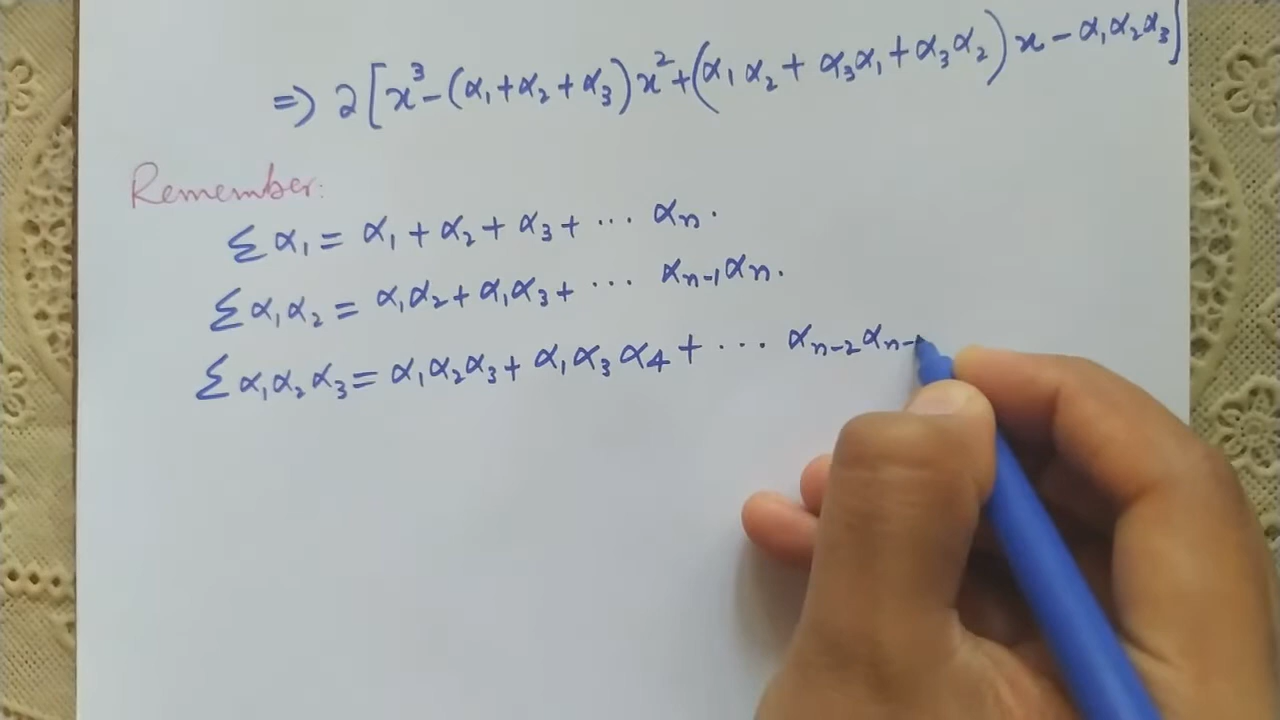 => 2[x³-(α₁+α₂+α₃)x²+(α₁α₂+α₃α₁+α₃α₂)x-α₁α₂α₃]
Remember:
Σα₁=α₁+α₂+α₃+... αₙ.
Σα₁α₂=α₁α₂+α₁α₃+... αₙ₋₁αₙ.
Σα₁α₂α₃=α₁α₂α₃+α₁α₃α₄+... αₙ₋₂αₙ₋